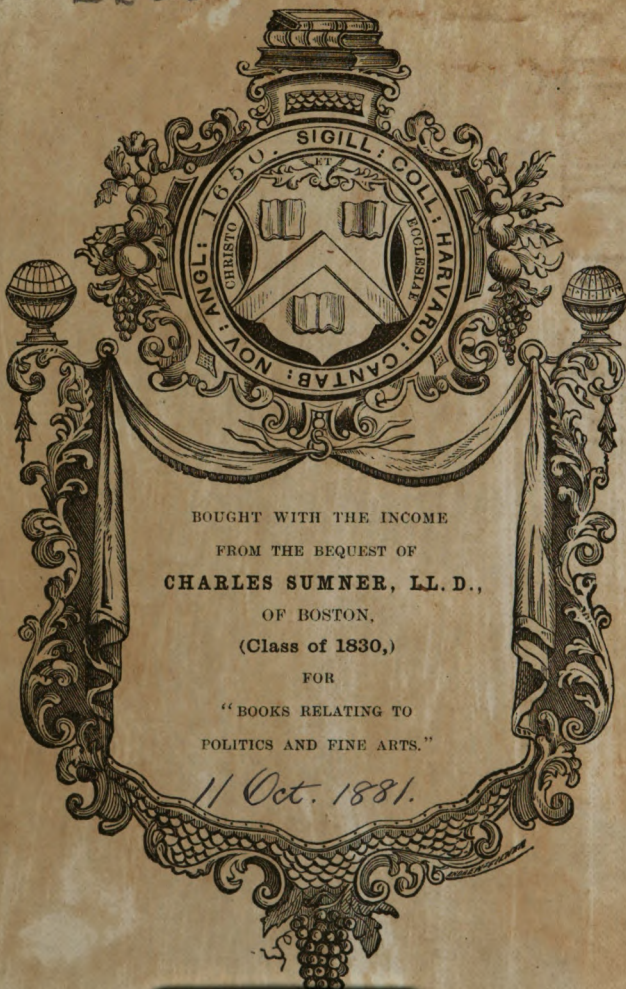 SIGILL: COLL: HARVARD: CANTAB: NOV: ANGL: 1650.
ET
CHRISTO
ECCLESIAE
BOUGHT WITH THE INCOME
FROM THE BEQUEST OF
CHARLES SUMNER, LL.D.,
OF BOSTON,
(Class of 1830,)
FOR
"BOOKS RELATING TO
POLITICS AND FINE ARTS."
11 Oct. 1881.